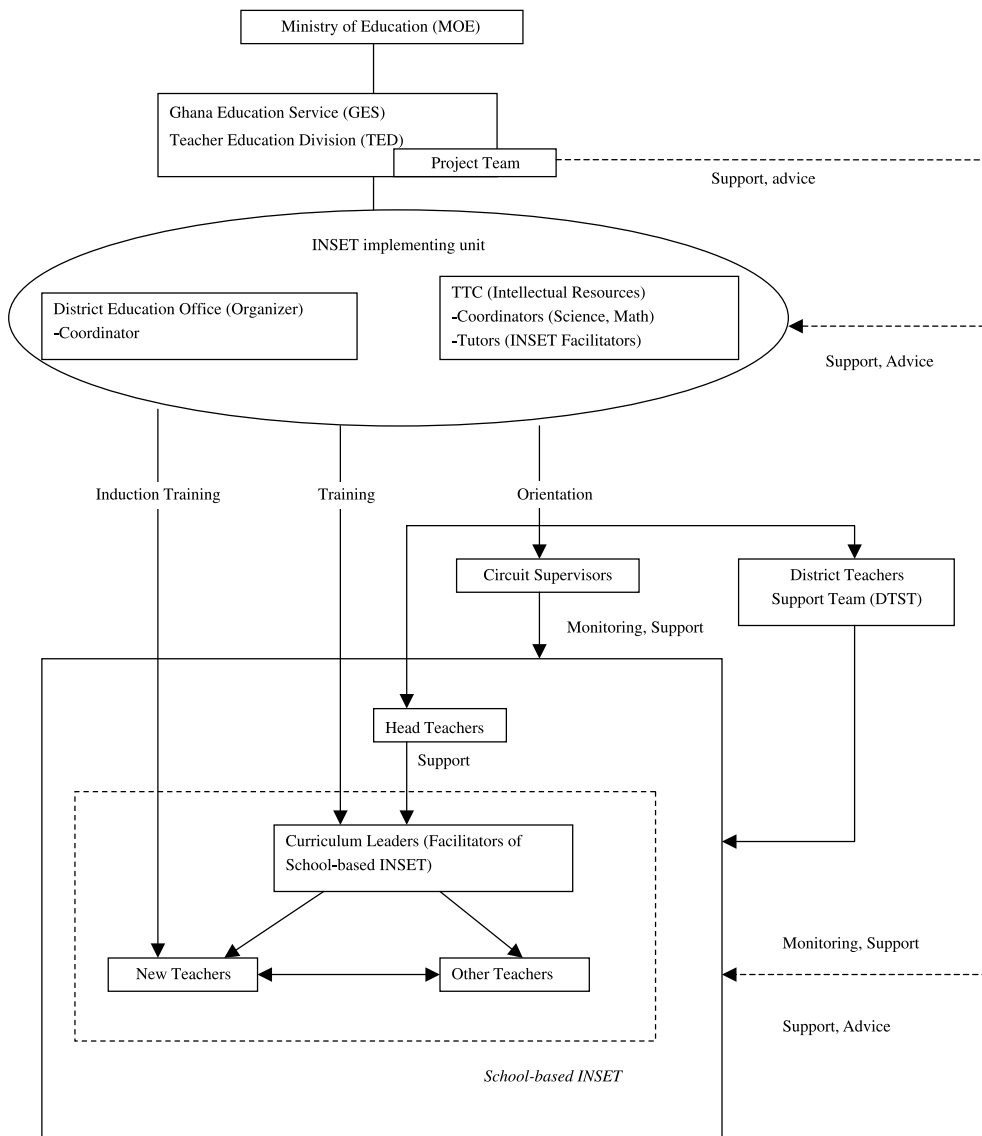 Ministry of Education (MOE)
Ghana Education Service (GES)
Teacher Education Division (TED)
Project Team
Support, advice
INSET implementing unit
District Education Office (Organizer)
-Coordinator
TTC (Intellectual Resources)
-Coordinators (Science, Math)
-Tutors (INSET Facilitators)
Support, Advice
Induction Training
Training
Orientation
Circuit Supervisors
District Teachers
Support Team (DTST)
Monitoring, Support
Head Teachers
Support
Curriculum Leaders (Facilitators of
School-based INSET)
New Teachers
Other Teachers
Monitoring, Support
Support, Advice
School-based INSET